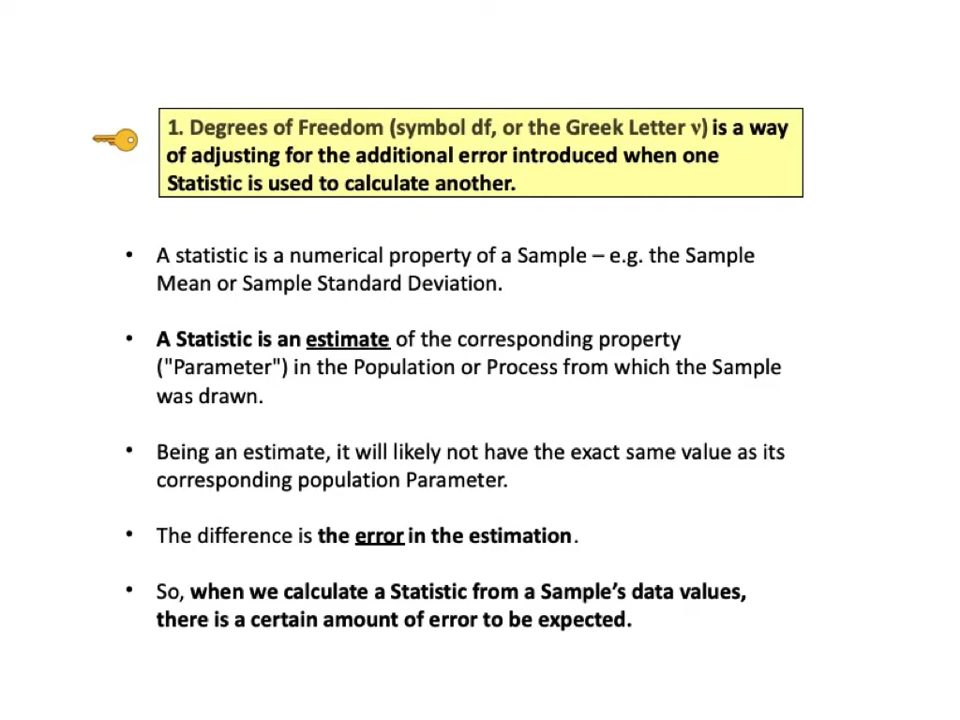 1. Degrees of Freedom (symbol df, or the Greek Letter ν) is a way
of adjusting for the additional error introduced when one
Statistic is used to calculate another.
• A statistic is a numerical property of a Sample – e.g. the Sample
Mean or Sample Standard Deviation.
• A Statistic is an estimate of the corresponding property
("Parameter") in the Population or Process from which the Sample
was drawn.
• Being an estimate, it will likely not have the exact same value as its
corresponding population Parameter.
• The difference is the error in the estimation.
• So, when we calculate a Statistic from a Sample’s data values,
there is a certain amount of error to be expected.